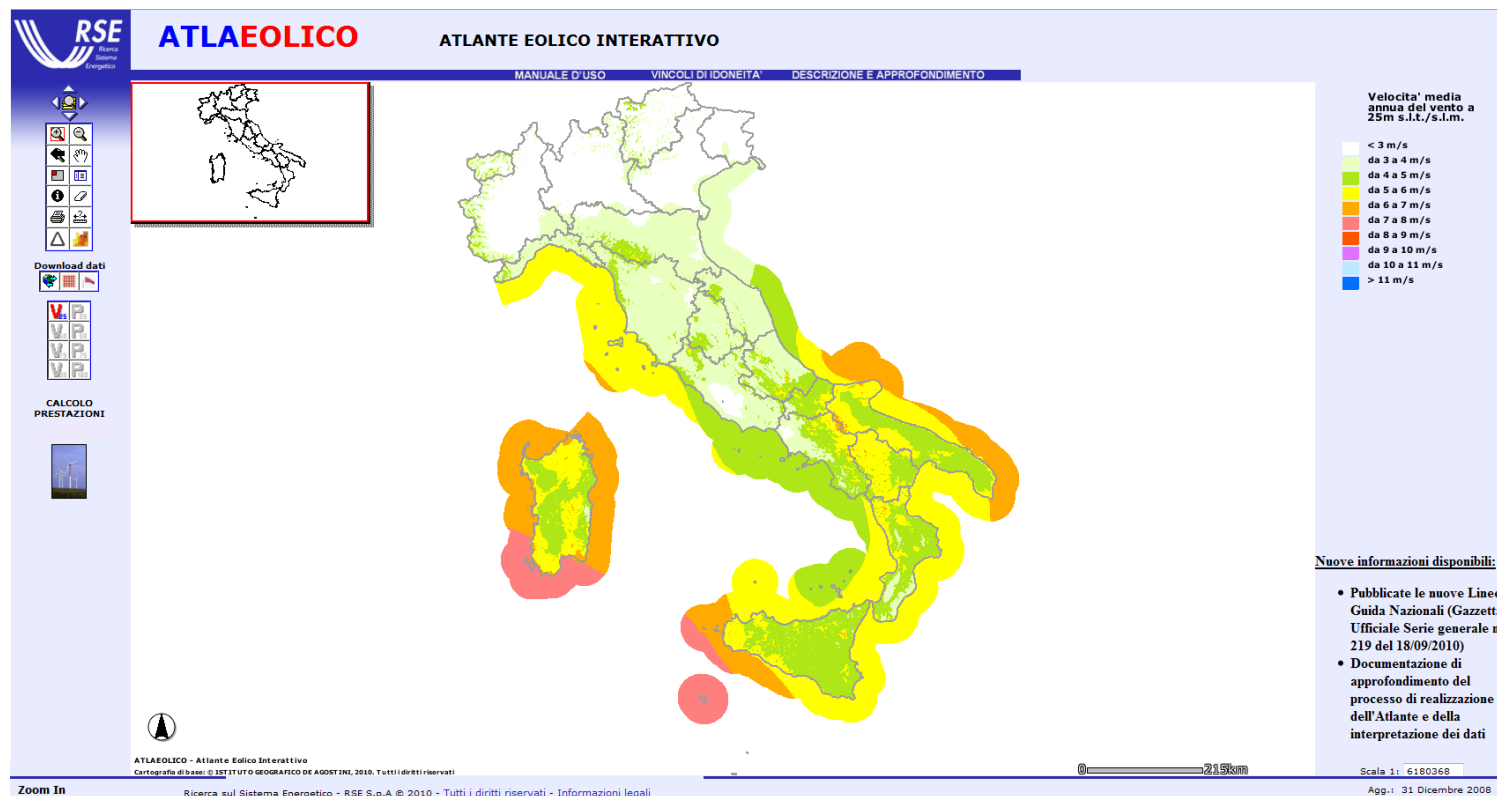 RSE
Ricerca
Sistema
Energetico
ATLAEOLICO
ATLANTE EOLICO INTERATTIVO
MANUALE D'USO VINCOLI DI IDONEITA' DESCRIZIONE E APPROFONDIMENTO
Download dati
V25 P
V P
V P
V P
CALCOLO
PRESTAZIONI
Velocita' media
annua del vento a
25m s.l.t./s.l.m.
< 3 m/s
da 3 a 4 m/s
da 4 a 5 m/s
da 5 a 6 m/s
da 6 a 7 m/s
da 7 a 8 m/s
da 8 a 9 m/s
da 9 a 10 m/s
da 10 a 11 m/s
> 11 m/s
Nuove informazioni disponibili:
• Pubblicate le nuove Linee
Guida Nazionali (Gazzetta
Ufficiale Serie generale n
219 del 18/09/2010)
• Documentazione di
approfondimento del
processo di realizzazione
dell'Atlante e della
interpretazione dei dati
ATLAEOLICO - Atlante Eolico Interattivo
Cartografia di base: © ISTITUTO GEOGRAFICO DE AGOSTINI, 2010. Tutti i diritti riservati
0 215km
Scala 1: 6180368
Zoom In
Ricerca sul Sistema Energetico - RSE S.p.A © 2010 - Tutti i diritti riservati - Informazioni legali
Agg.: 31 Dicembre 2008